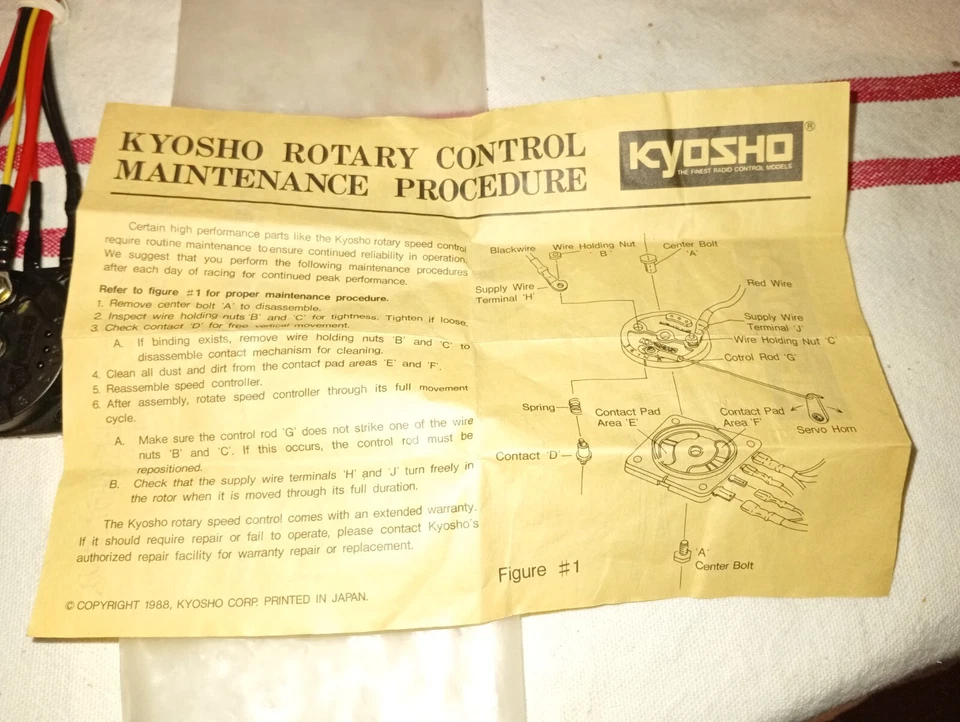 KYOSHO ROTARY CONTROL
MAINTENANCE PROCEDURE
KYOSHO ®
THE FINEST RADIO CONTROL MODELS
Certain high performance parts like the Kyosho rotary speed control
require routine maintenance to ensure continued reliability in operation.
We suggest that you perform the following maintenance procedures
after each day of racing for continued peak performance.
Refer to figure #1 for proper maintenance procedure.
1. Remove center bolt 'A' to disassemble.
2. Inspect wire holding nuts 'B' and 'C' for tightness. Tighten if loose.
3. Check contact 'D' for free vertical movement.
A. If binding exists, remove wire holding nuts 'B' and 'C' to
disassemble contact mechanism for cleaning.
4. Clean all dust and dirt from the contact pad areas 'E' and 'F'.
5. Reassemble speed controller.
6. After assembly, rotate speed controller through its full movement
cycle.
A. Make sure the control rod 'G' does not strike one of the wire
nuts 'B' and 'C'. If this occurs, the control rod must be
repositioned.
B. Check that the supply wire terminals 'H' and 'J' turn freely in
the rotor when it is moved through its full duration.
The Kyosho rotary speed control comes with an extended warranty.
If it should require repair or fail to operate, please contact Kyosho's
authorized repair facility for warranty repair or replacement.
© COPYRIGHT 1988, KYOSHO CORP. PRINTED IN JAPAN.
Blackwire
Wire Holding Nut
'B'
Center Bolt
'A'
Supply Wire
Terminal 'H'
Red Wire
Supply Wire
Terminal 'J'
Wire Holding Nut 'C'
Cotrol Rod 'G'
Spring
Contact Pad
Area 'E'
Contact Pad
Area 'F'
Servo Horn
Contact 'D'
'A'
Center Bolt
Figure #1